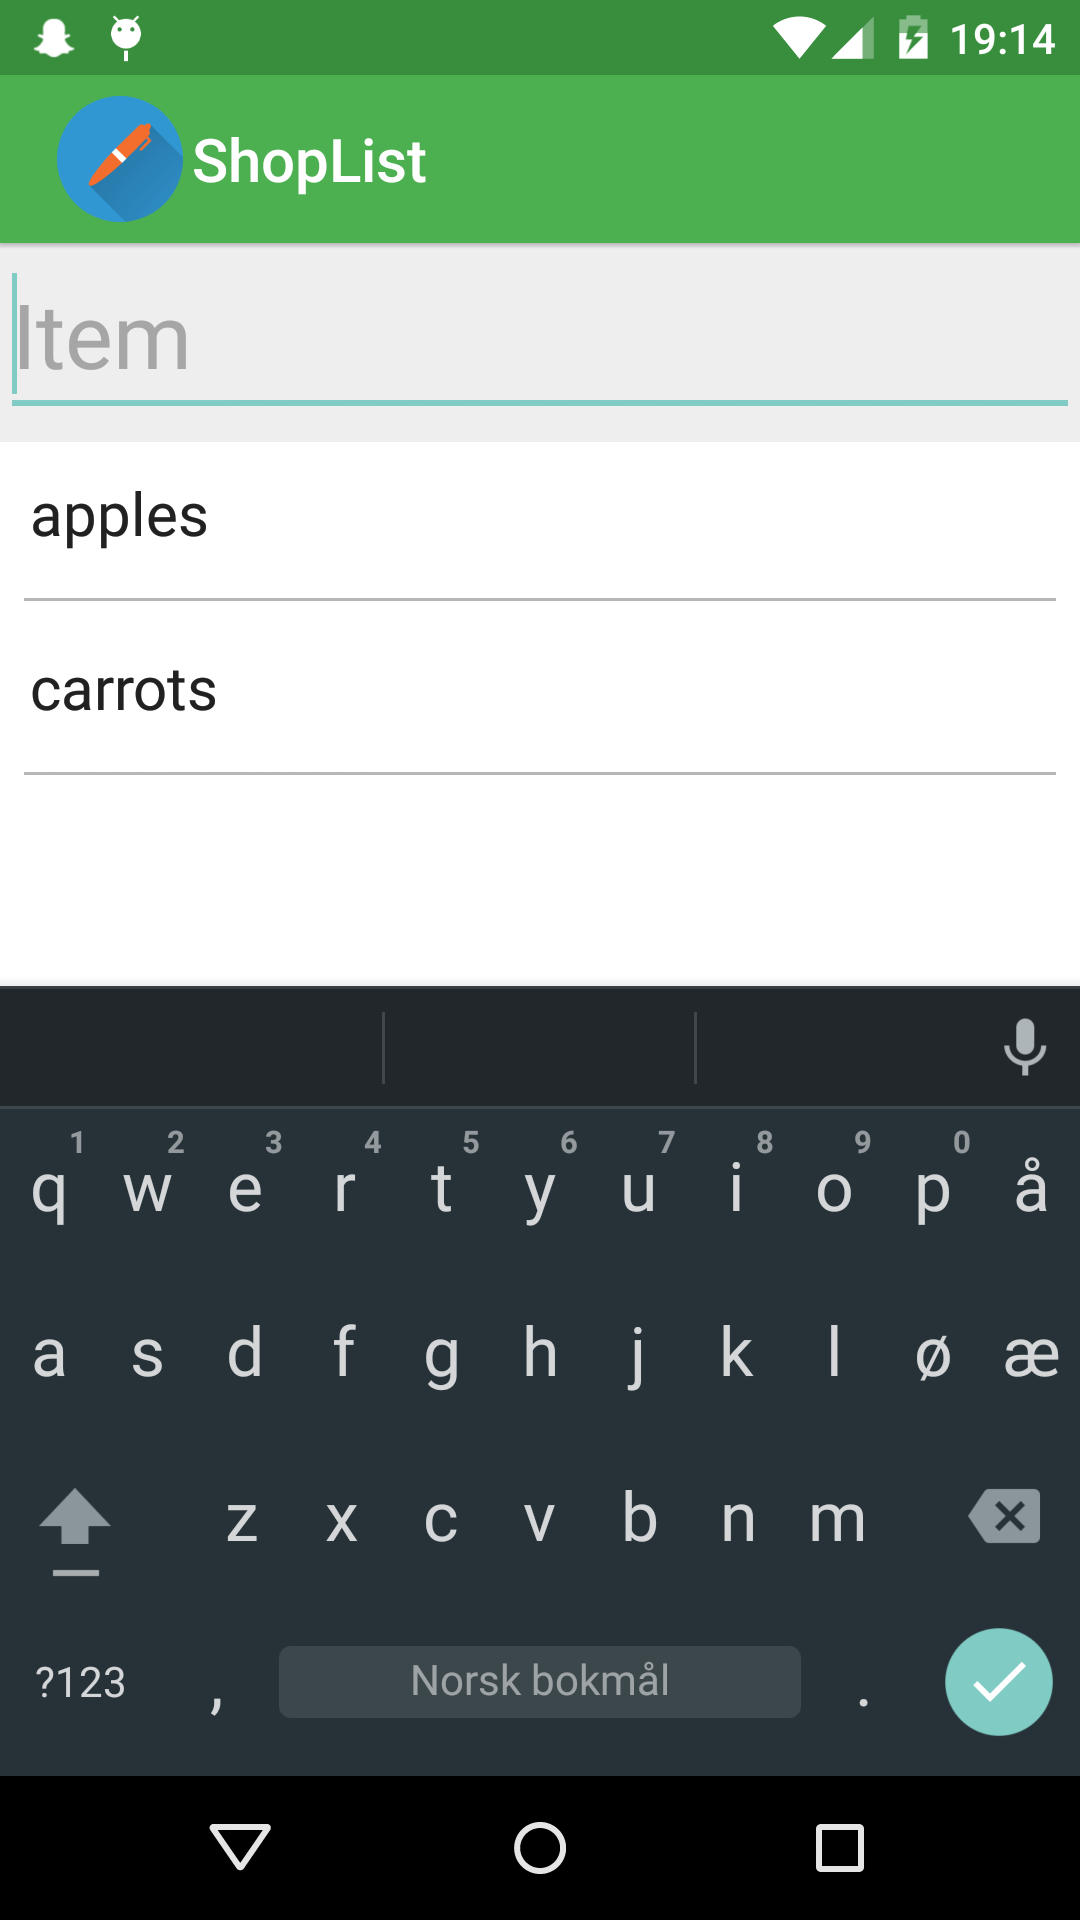 19:14
ShopList
Item
apples
carrots
1 2 3 4 5 6 7 8 9 0
q w e r t y u i o p å
a s d f g h j k l ø æ
z x c v b n m
?123 , Norsk bokmål .